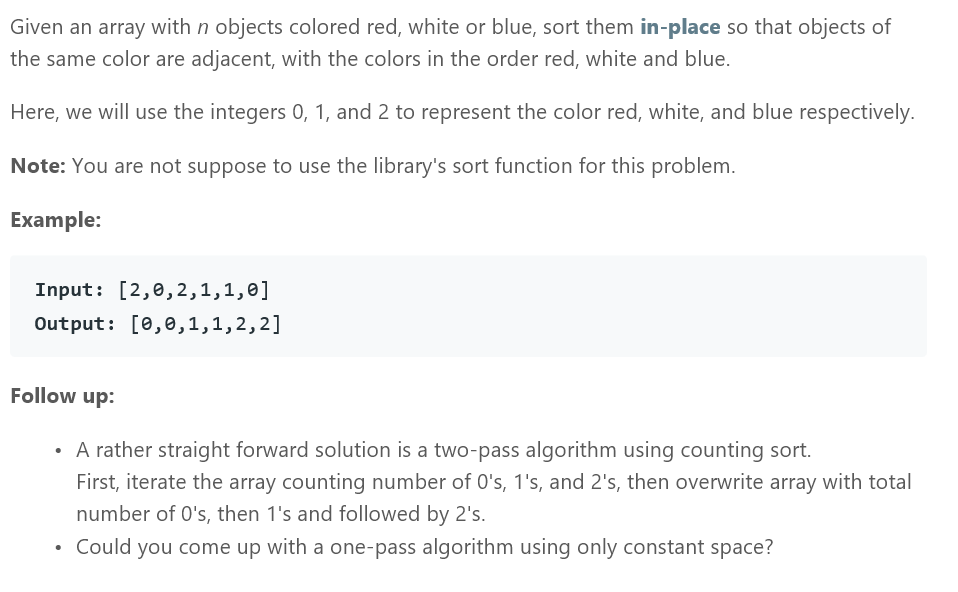 Given an array with n objects colored red, white or blue, sort them in-place so that objects of
the same color are adjacent, with the colors in the order red, white and blue.
Here, we will use the integers 0, 1, and 2 to represent the color red, white, and blue respectively.
Note: You are not suppose to use the library's sort function for this problem.
Example:
Input: [2,0,2,1,1,0]
Output: [0,0,1,1,2,2]
Follow up:
• A rather straight forward solution is a two-pass algorithm using counting sort.
First, iterate the array counting number of 0's, 1's, and 2's, then overwrite array with total
number of 0's, then 1's and followed by 2's.
• Could you come up with a one-pass algorithm using only constant space?